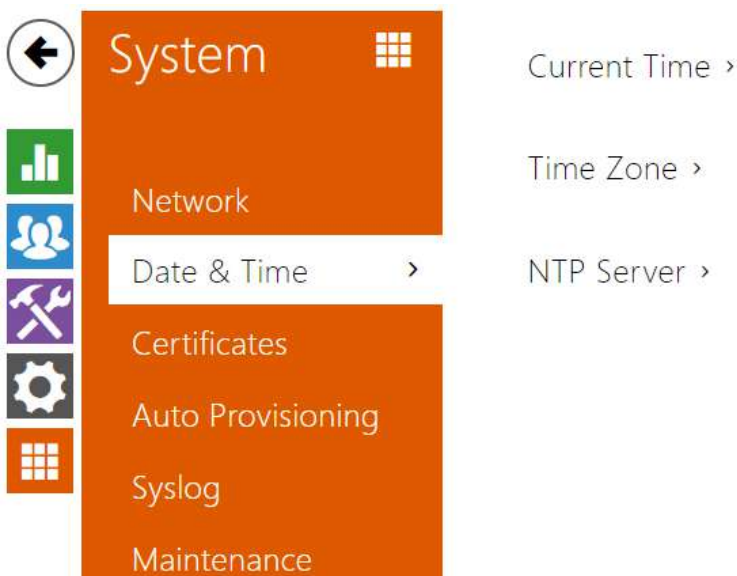 System
Network
Date & Time ›
Certificates
Auto Provisioning
Syslog
Maintenance
Current Time ›
Time Zone ›
NTP Server ›